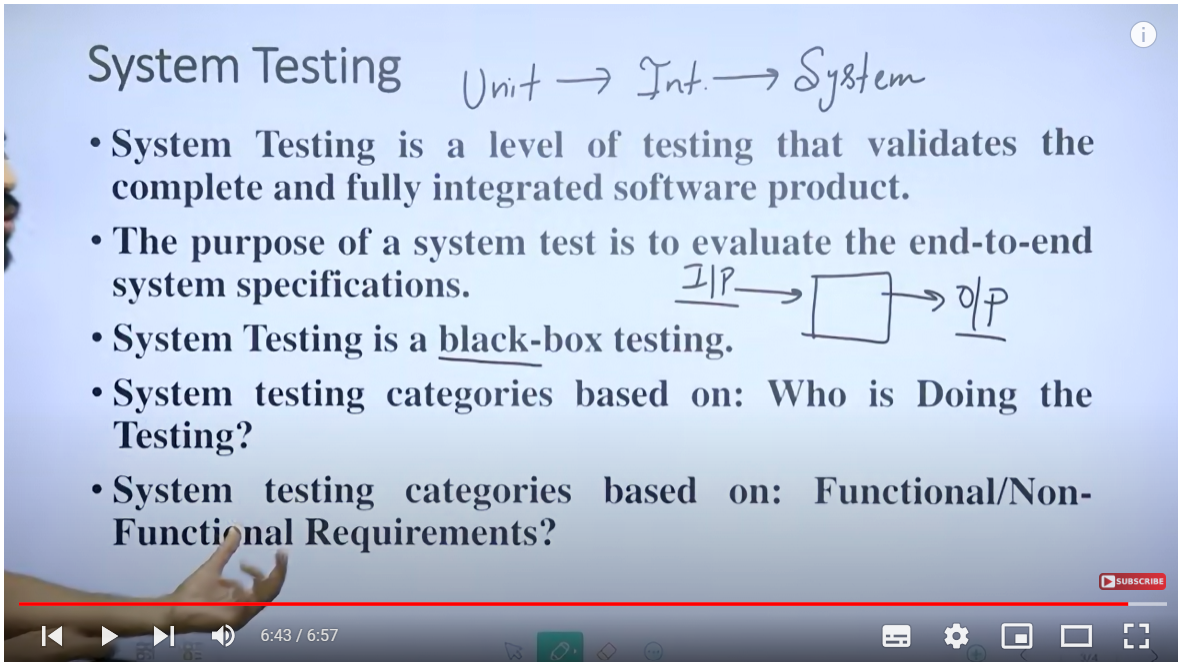 System Testing Unit → Int. → System
• System Testing is a level of testing that validates the
complete and fully integrated software product.
• The purpose of a system test is to evaluate the end-to-end
system specifications.
I/P → → O/P
• System Testing is a black-box testing.
• System testing categories based on: Who is Doing the
Testing?
• System testing categories based on: Functional/Non-
Functional Requirements?
SUBSCRIBE
6:43 / 6:57